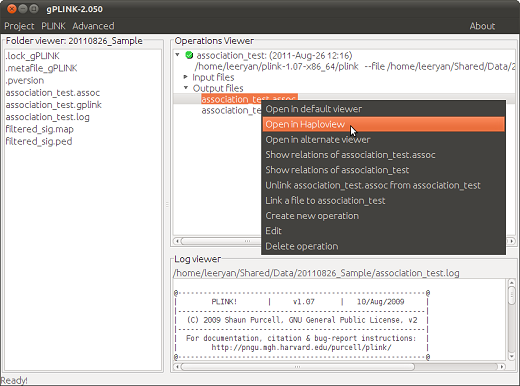 gPLINK-2.050
Project PLINK Advanced About
Folder viewer: 20110826_Sample
.lock_gPLINK
.metafile_gPLINK
.pversion
association_test.assoc
association_test.gplink
association_test.log
filtered_sig.map
filtered_sig.ped
Operations Viewer
association_test: (2011-Aug-26 12:16)
/home/leeryan/plink-1.07-x86_64/plink --file /home/leeryan/Shared/Data/2
Input files
Output files
association_test.assoc
association_te
Open in default viewer
Open in Haploview
Open in alternate viewer
Show relations of association_test.assoc
Show relations of association_test
Unlink association_test.assoc from association_test
Link a file to association_test
Create new operation
Edit
Delete operation
Log viewer
/home/leeryan/Shared/Data/20110826_Sample/association_test.log
@----------------------------------------------------------@
| PLINK! | v1.07 | 10/Aug/2009 |
|----------------------------------------------------------|
| (C) 2009 Shaun Purcell, GNU General Public License, v2 |
|----------------------------------------------------------|
| For documentation, citation & bug-report instructions: |
| http://pngu.mgh.harvard.edu/purcell/plink/ |
@----------------------------------------------------------@
Ready!